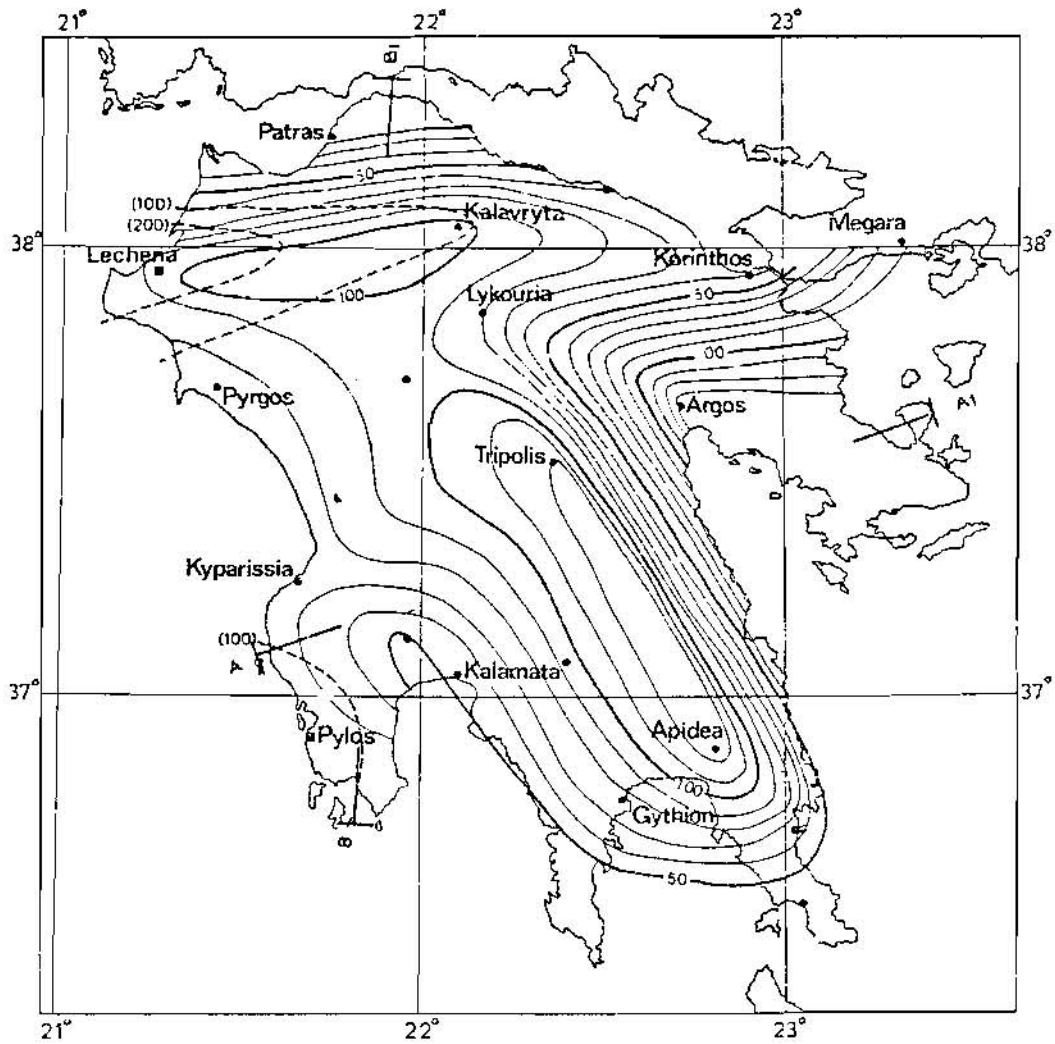 21° 22° 23°
Patras
50
(100)
(200)
Kalavryta
Megara
38° 38°
Lechena
Korinthos
100
Lykouria
50
00
Pyrgos
Argos
A1
Tripolis
Kyparissia
(100)
A
Kalamata
37° 37°
Apidea
Pylos
100
Gythion
B
50
21° 22° 23°